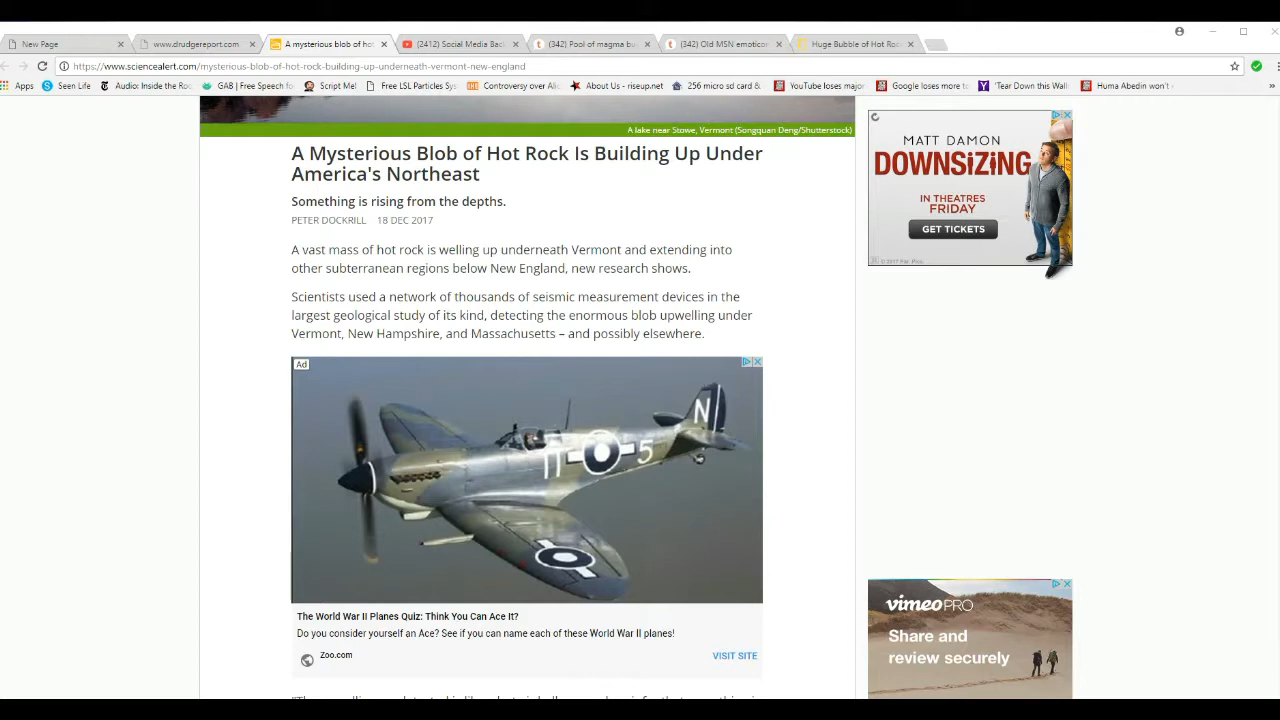 New Page
www.drudgereport.com
A mysterious blob of hot
(2412) Social Media Bac
(342) Pool of magma bu
(342) Old MSN emoticor
Huge Bubble of Hot Roc
https://www.sciencealert.com/mysterious-blob-of-hot-rock-building-up-underneath-vermont-new-england
Apps
Seen Life
Audio: Inside the Roc
GAB | Free Speech fo
Script Me!
Free LSL Particles Sys
Controversy over Ali
About Us - riseup.net
256 micro sd card &
YouTube loses major
Google loses more to
'Tear Down this Wall
Huma Abedin won't
A lake near Stowe, Vermont (Songquan Deng/Shutterstock)
A Mysterious Blob of Hot Rock Is Building Up Under
America's Northeast
Something is rising from the depths.
PETER DOCKRILL 18 DEC 2017
A vast mass of hot rock is welling up underneath Vermont and extending into
other subterranean regions below New England, new research shows.
Scientists used a network of thousands of seismic measurement devices in the
largest geological study of its kind, detecting the enormous blob upwelling under
Vermont, New Hampshire, and Massachusetts – and possibly elsewhere.
Ad
N
5
The World War II Planes Quiz: Think You Can Ace It?
Do you consider yourself an Ace? See if you can name each of these World War II planes!
Zoo.com
VISIT SITE
MATT DAMON
DOWNSIZING
IN THEATRES
FRIDAY
GET TICKETS
vimeo PRO
Share and
review securely